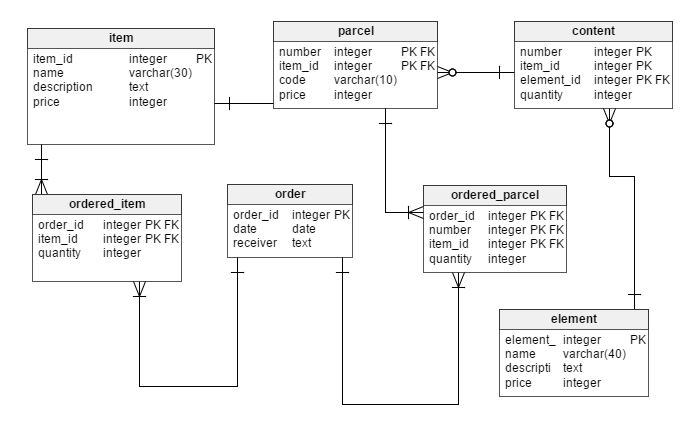 item
item_id integer PK
name varchar(30)
description text
price integer
parcel
number integer PK FK
item_id integer PK FK
code varchar(10)
price integer
content
number integer PK
item_id integer PK
element_id integer PK FK
quantity integer
ordered_item
order_id integer PK FK
item_id integer PK FK
quantity integer
order
order_id integer PK
date date
receiver text
ordered_parcel
order_id integer PK FK
number integer PK FK
item_id integer PK FK
quantity integer
element
element_ integer PK
name varchar(40)
descripti text
price integer